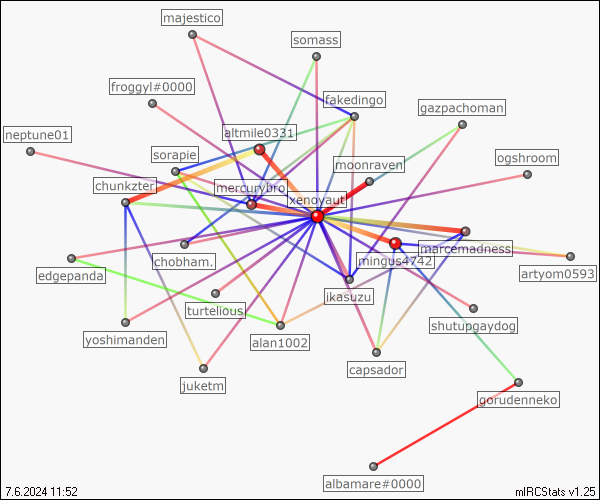 majestico
somass
froggyl#0000
fakedingo
gazpachoman
neptune01
altmile0331
sorapie
moonraven
ogshroom
chunkzter
mercurybro
xenoyaut
marcemadness
chobham.
mingus4742
edgepanda
artyom0593
ikasuzu
turtelious
shutupgaydog
yoshimanden
alan1002
capsador
juketm
gorudenneko
albamare#0000
7.6.2024 11:52
mIRCStats v1.25